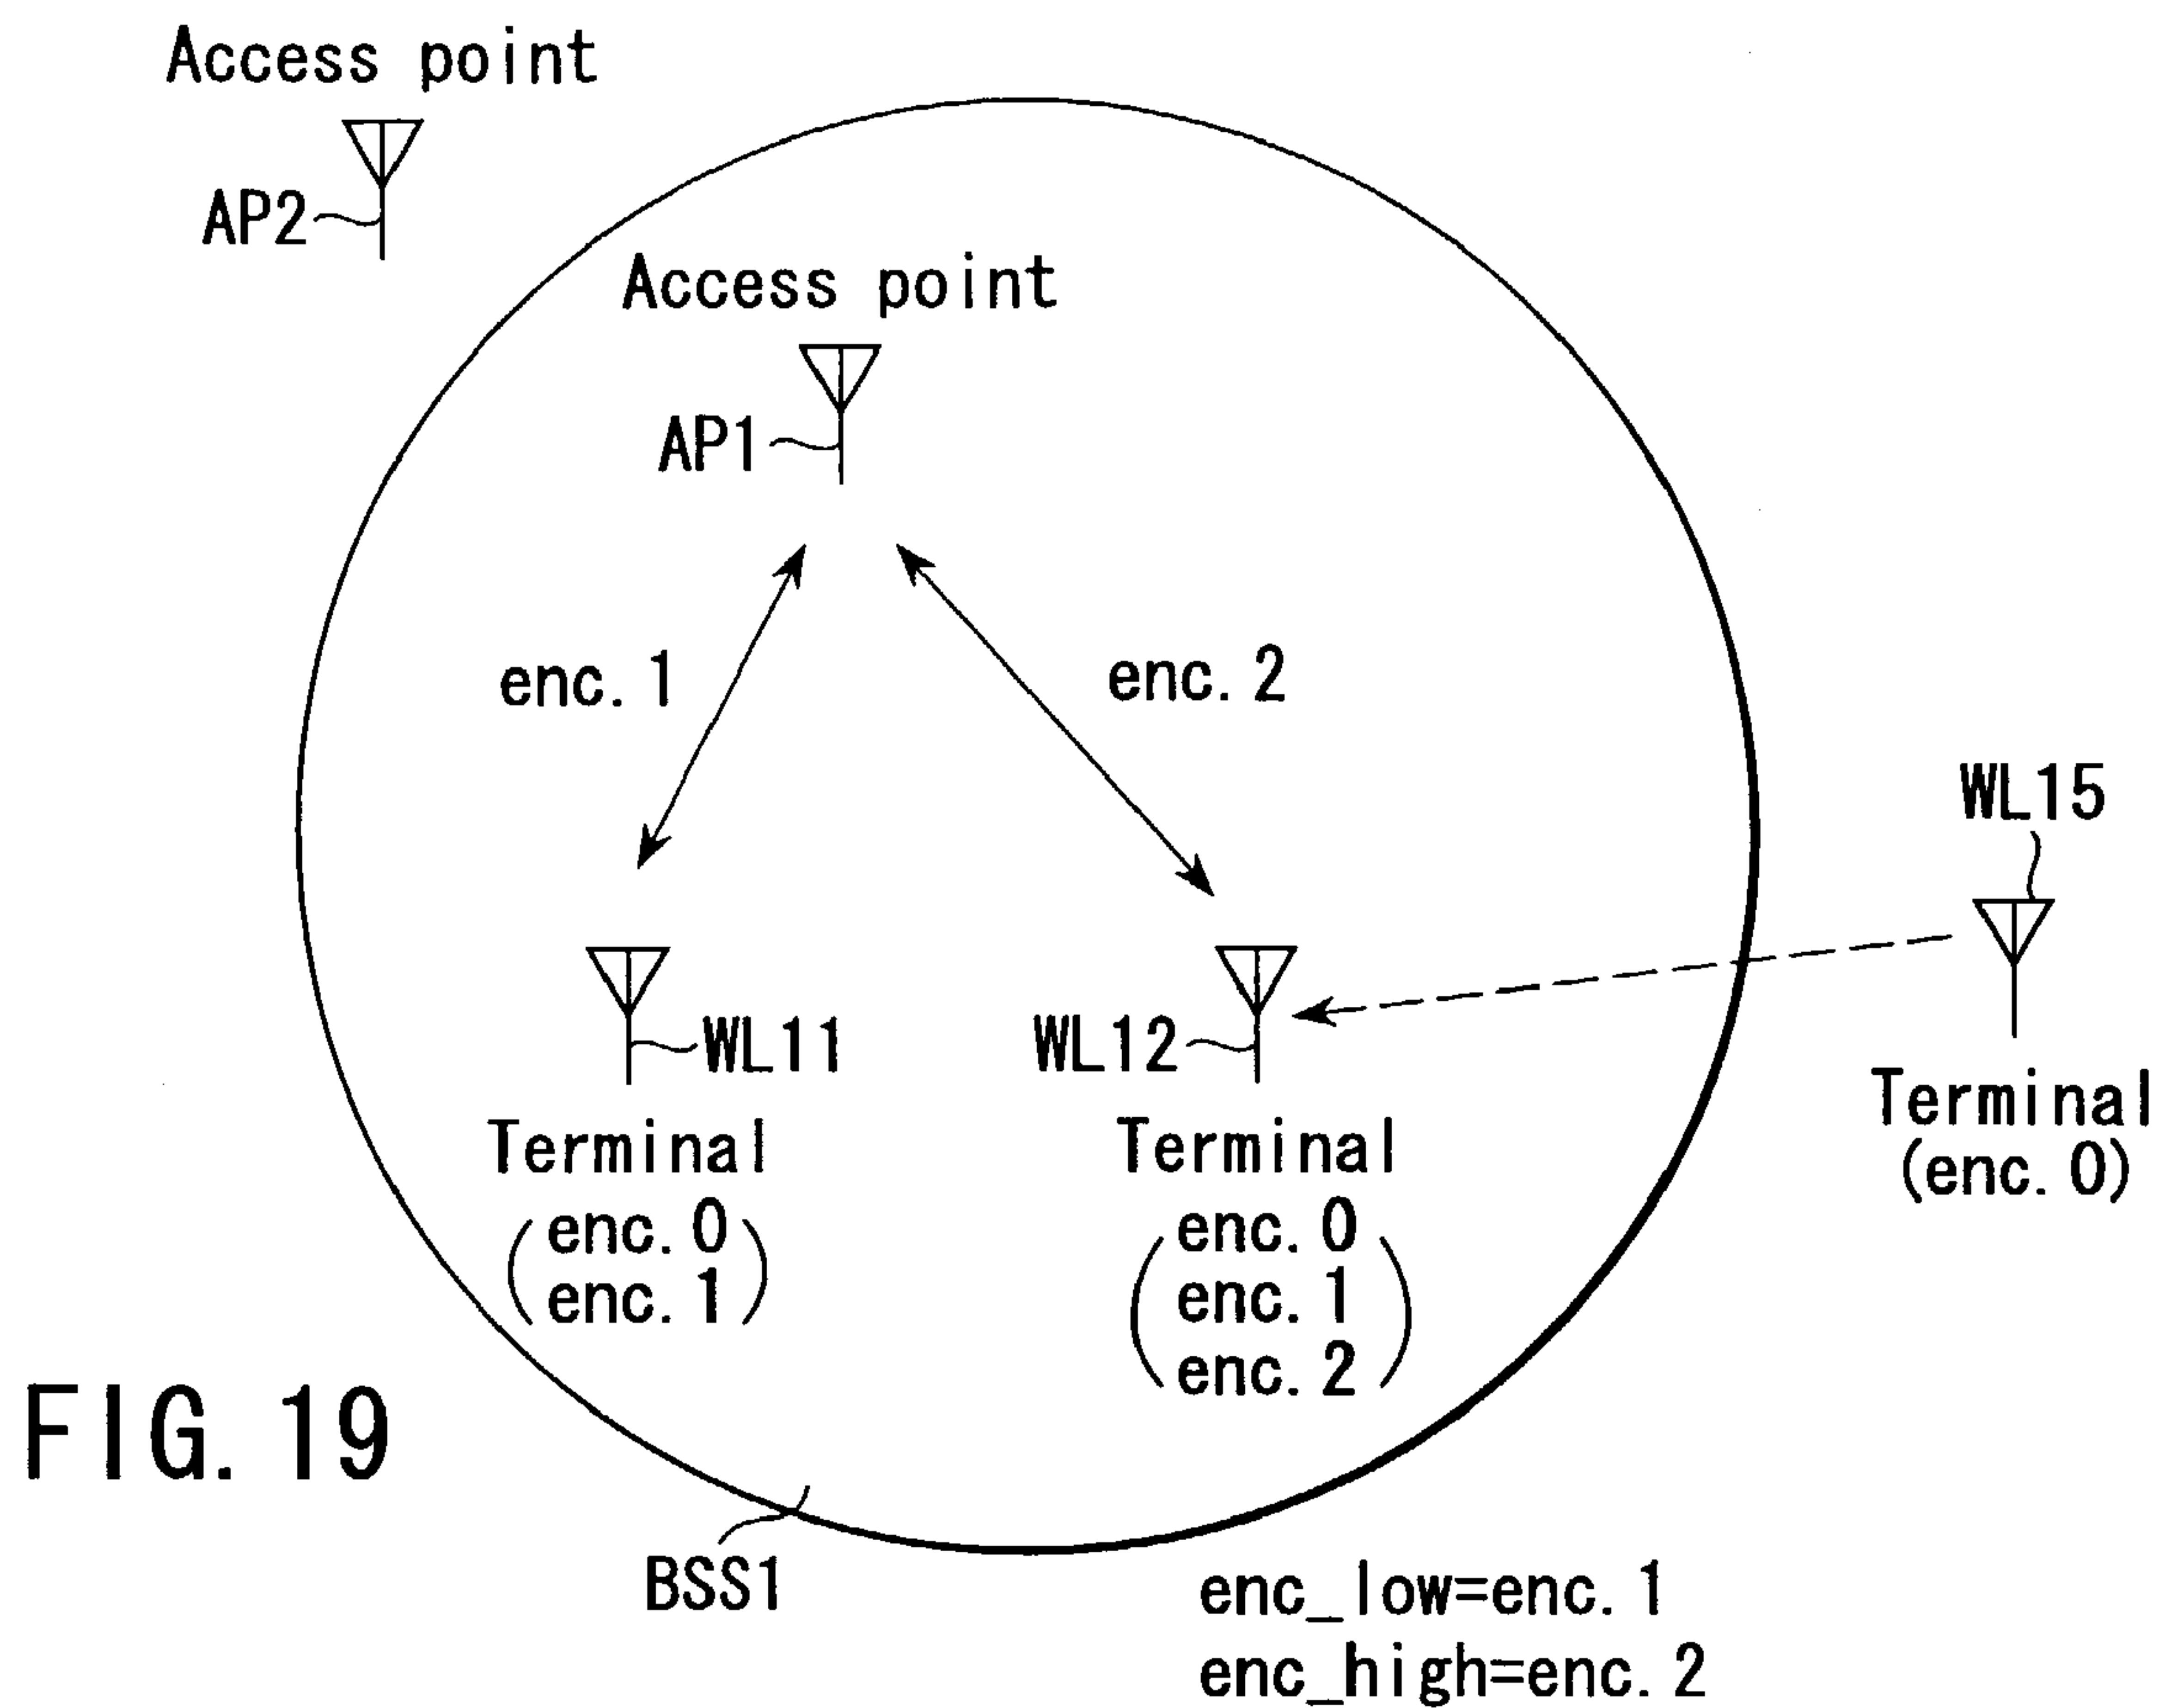 Access point
AP2
Access point
AP1
enc. 1
enc. 2
WL15
WL11
WL12
Terminal
(enc. 0)
Terminal
(enc. 0
enc. 1)
Terminal
(enc. 0
enc. 1
enc. 2)
FIG. 19
BSS1
enc_low=enc. 1
enc_high=enc. 2